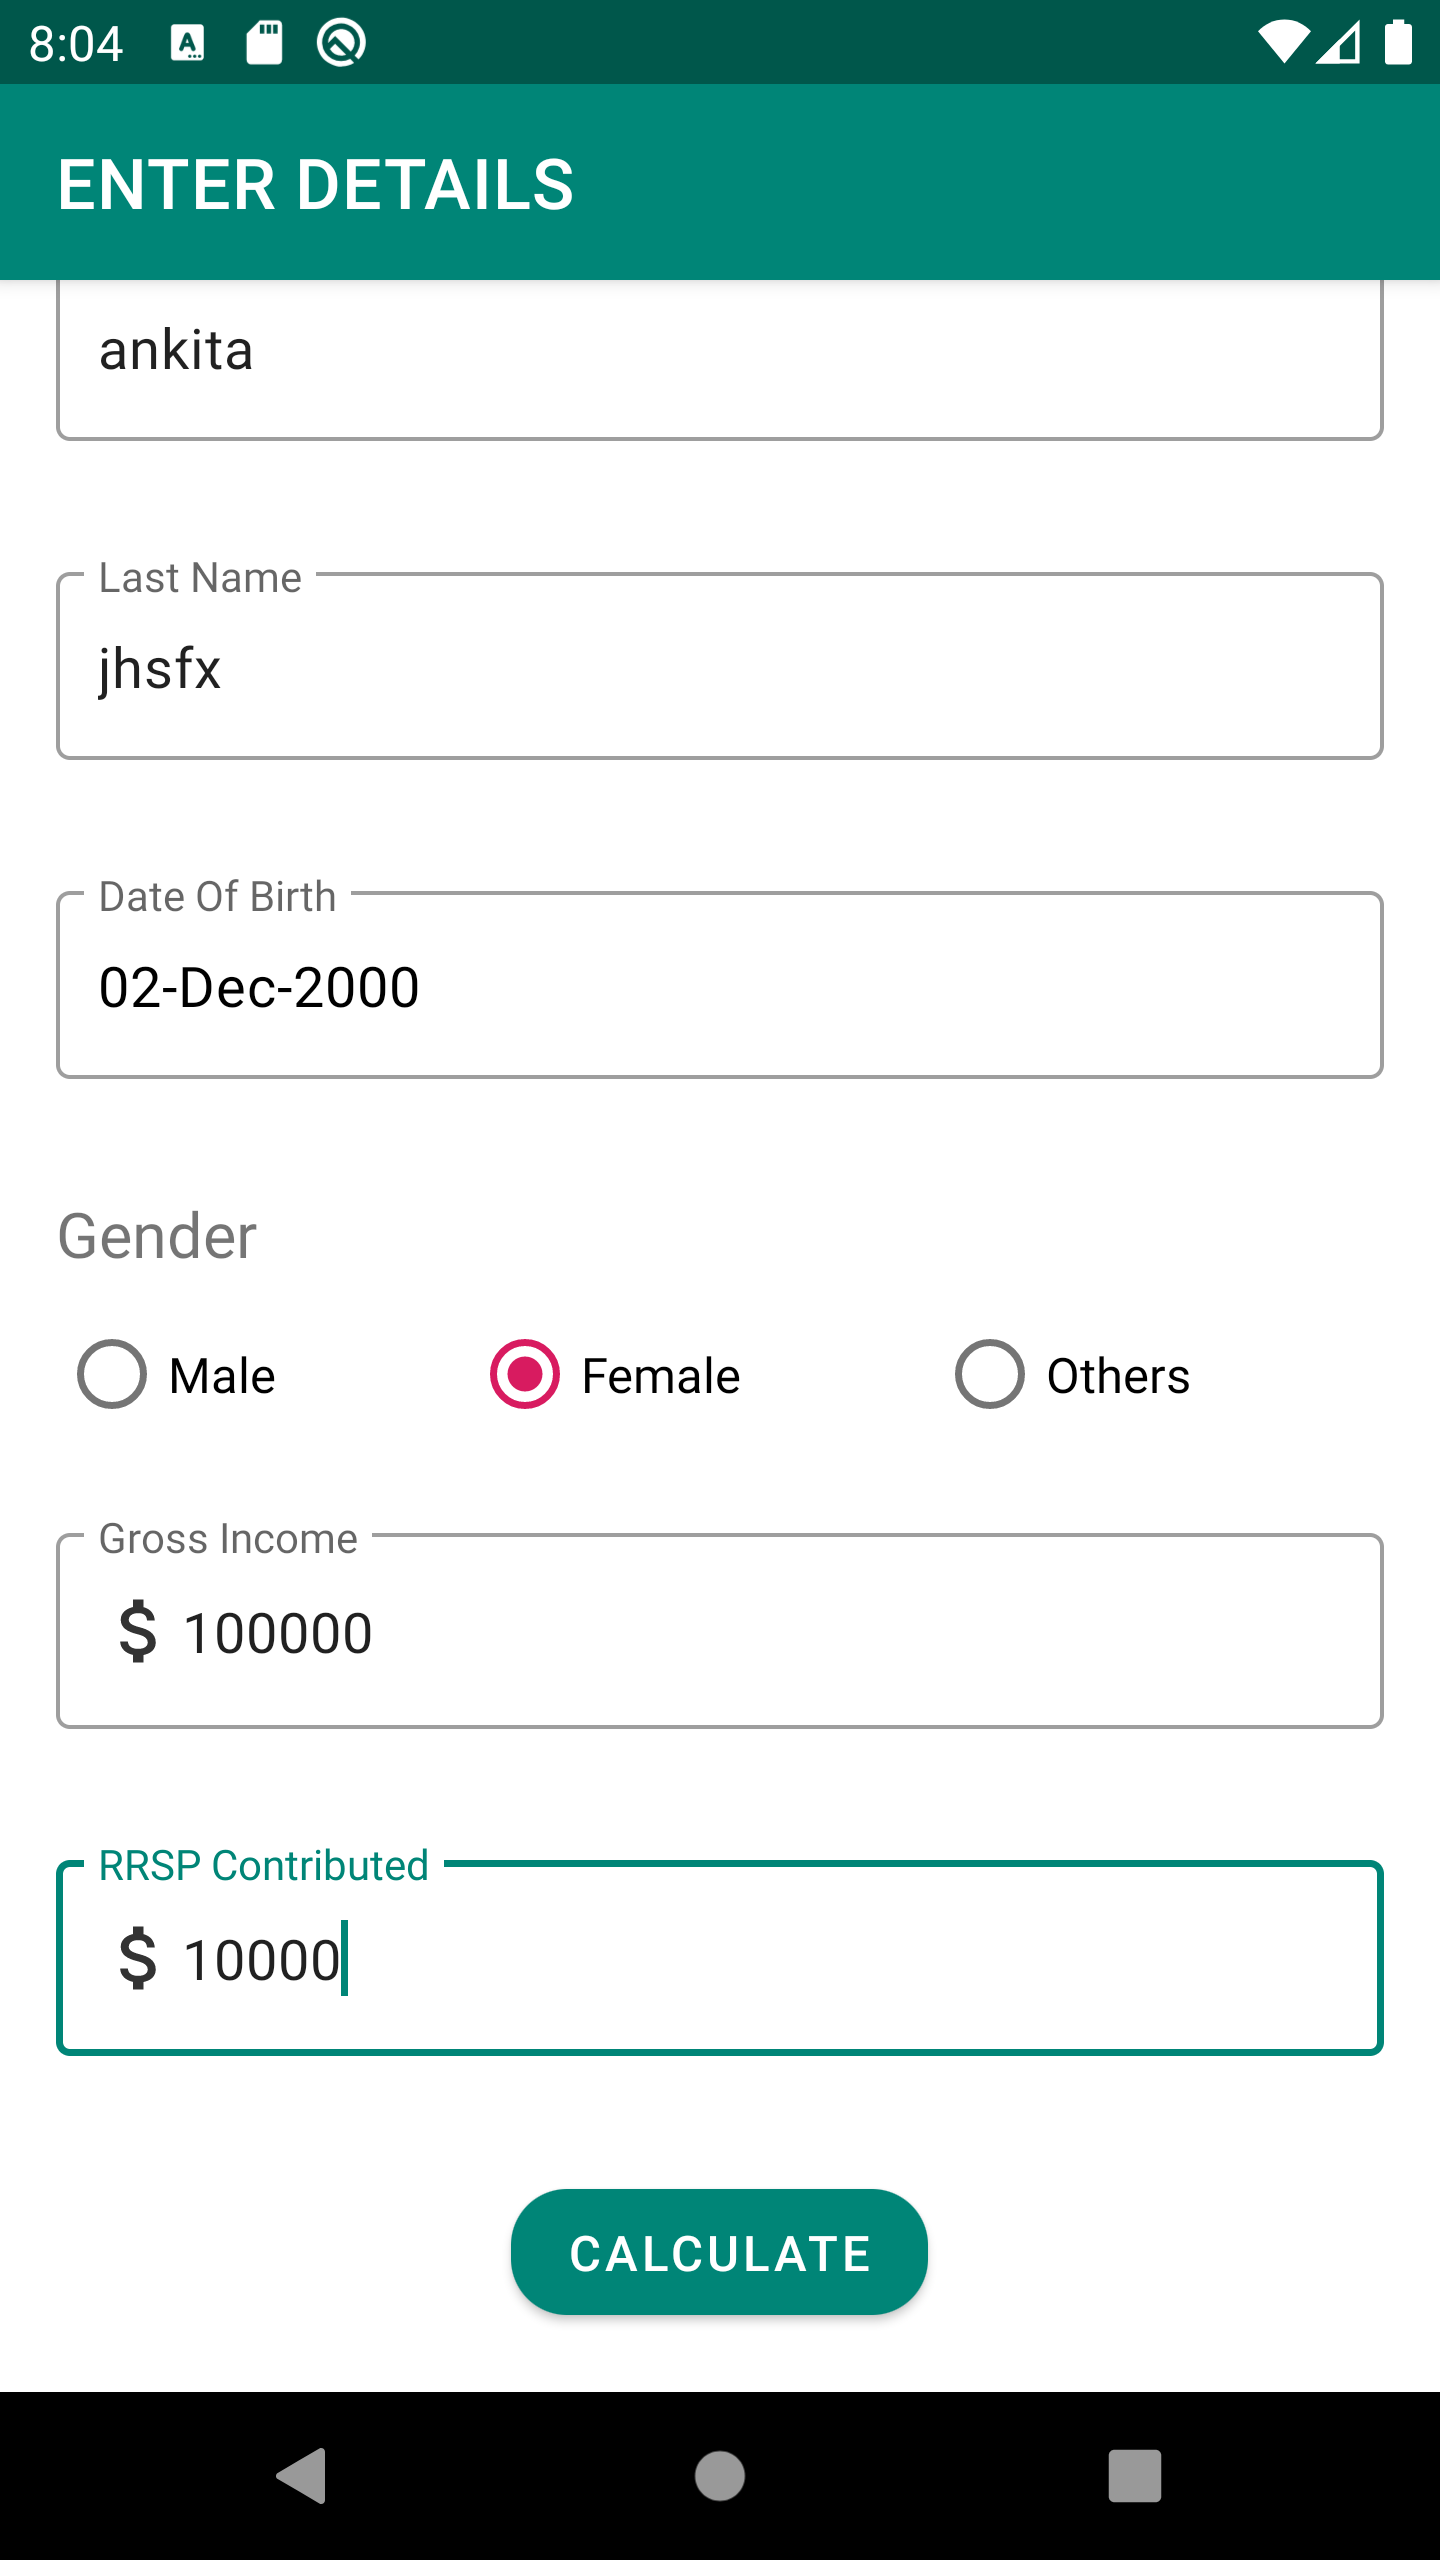 8:04
ENTER DETAILS
ankita
Last Name
jhsfx
Date Of Birth
02-Dec-2000
Gender
Male Female Others
Gross Income
$ 100000
RRSP Contributed
$ 10000
CALCULATE